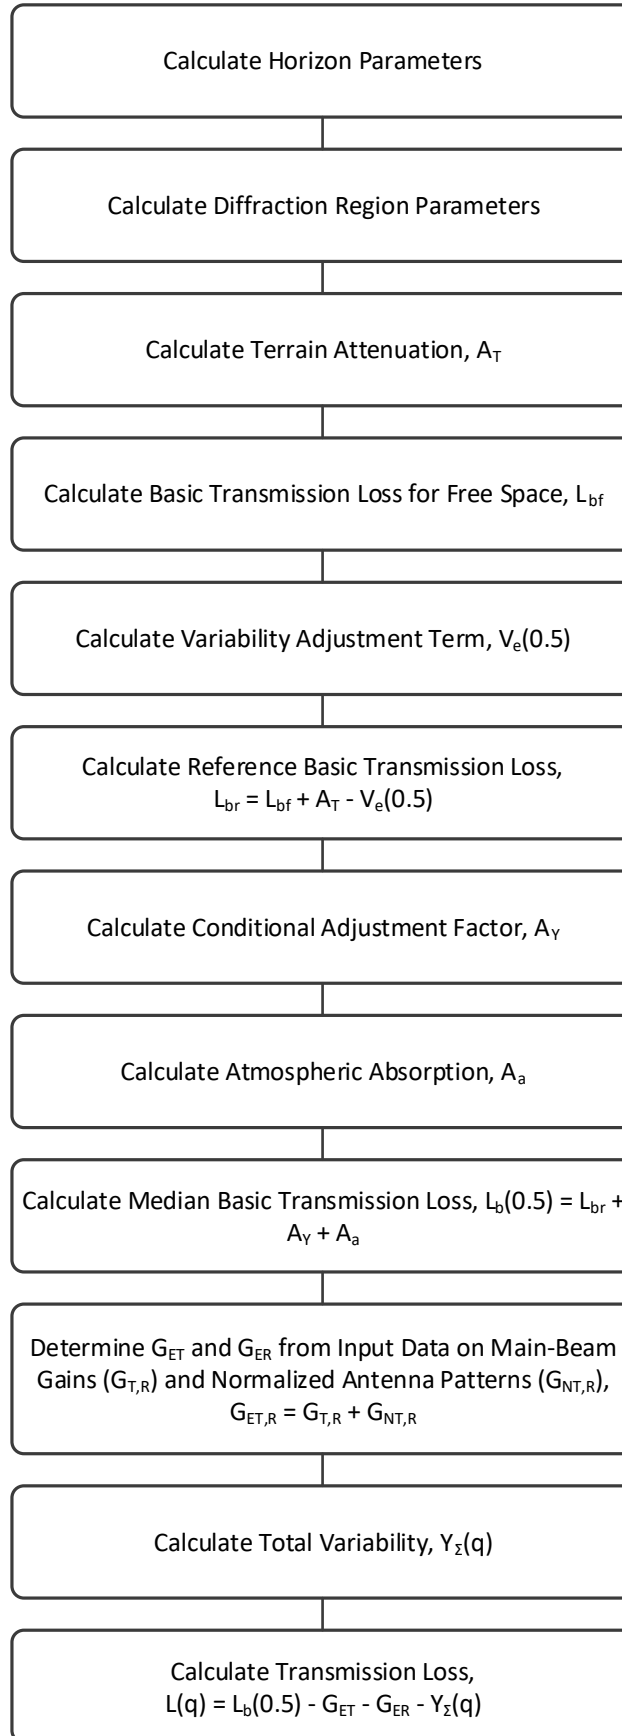 Calculate Horizon Parameters
Calculate Diffraction Region Parameters
Calculate Terrain Attenuation, A_T
Calculate Basic Transmission Loss for Free Space, L_bf
Calculate Variability Adjustment Term, V_e(0.5)
Calculate Reference Basic Transmission Loss,
L_br = L_bf + A_T - V_e(0.5)
Calculate Conditional Adjustment Factor, A_Y
Calculate Atmospheric Absorption, A_a
Calculate Median Basic Transmission Loss, L_b(0.5) = L_br +
A_Y + A_a
Determine G_ET and G_ER from Input Data on Main-Beam
Gains (G_T,R) and Normalized Antenna Patterns (G_NT,R),
G_ET,R = G_T,R + G_NT,R
Calculate Total Variability, Y_Σ(q)
Calculate Transmission Loss,
L(q) = L_b(0.5) - G_ET - G_ER - Y_Σ(q)